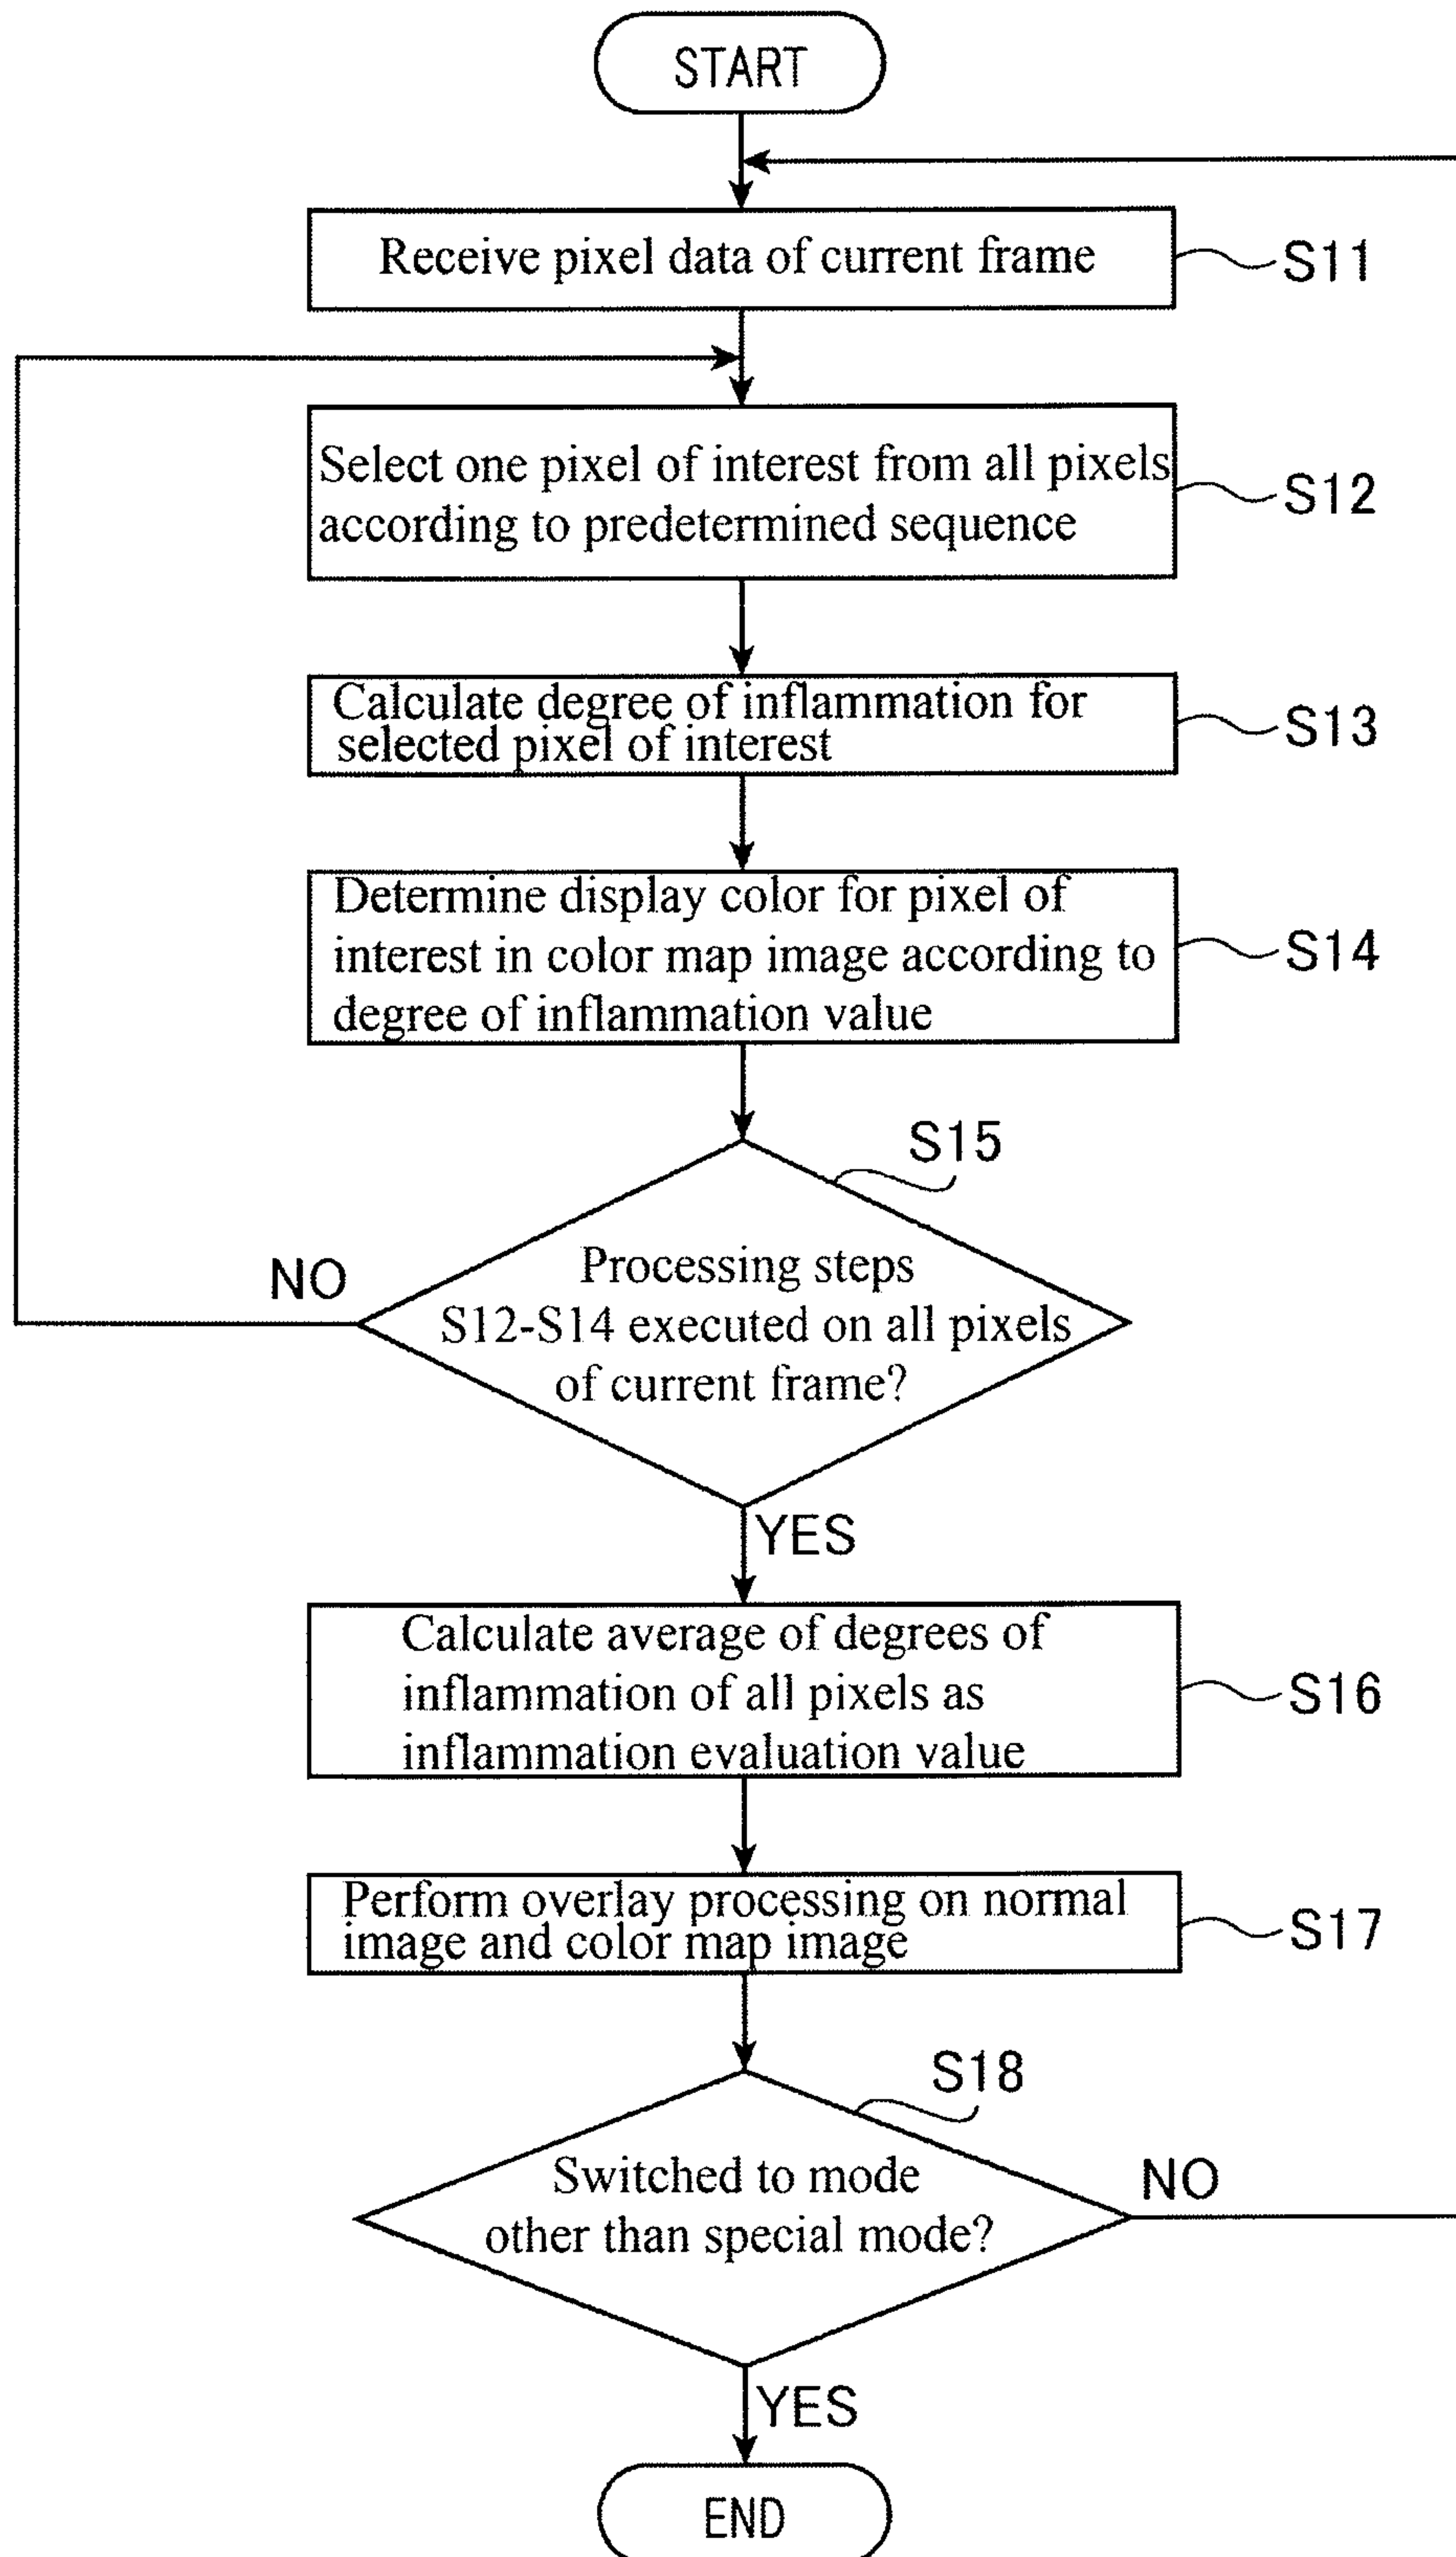 START
Receive pixel data of current frame
S11
Select one pixel of interest from all pixels
according to predetermined sequence
S12
Calculate degree of inflammation for
selected pixel of interest
S13
Determine display color for pixel of
interest in color map image according to
degree of inflammation value
S14
S15
Processing steps
S12-S14 executed on all pixels
of current frame?
NO
YES
Calculate average of degrees of
inflammation of all pixels as
inflammation evaluation value
S16
Perform overlay processing on normal
image and color map image
S17
S18
Switched to mode
other than special mode?
NO
YES
END